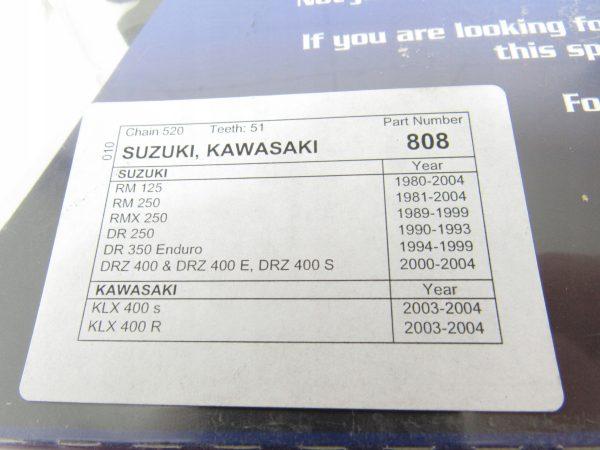 If you are looking fo
this sp
Fo
Chain 520 Teeth: 51 Part Number
010
SUZUKI, KAWASAKI 808
SUZUKI Year
RM 125 1980-2004
RM 250 1981-2004
RMX 250 1989-1999
DR 250 1990-1993
DR 350 Enduro 1994-1999
DRZ 400 & DRZ 400 E, DRZ 400 S 2000-2004
KAWASAKI Year
KLX 400 s 2003-2004
KLX 400 R 2003-2004